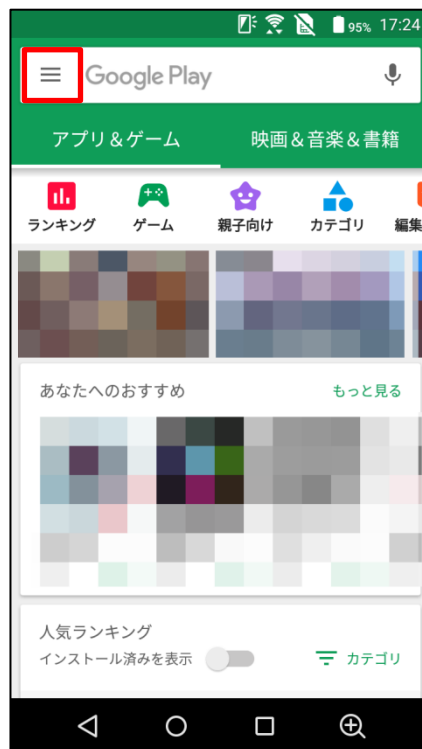 95% 17:24
Google Play
アプリ＆ゲーム 映画＆音楽＆書籍
ランキング ゲーム 親子向け カテゴリ 編集
あなたへのおすすめ もっと見る
人気ランキング
インストール済みを表示 カテゴリ